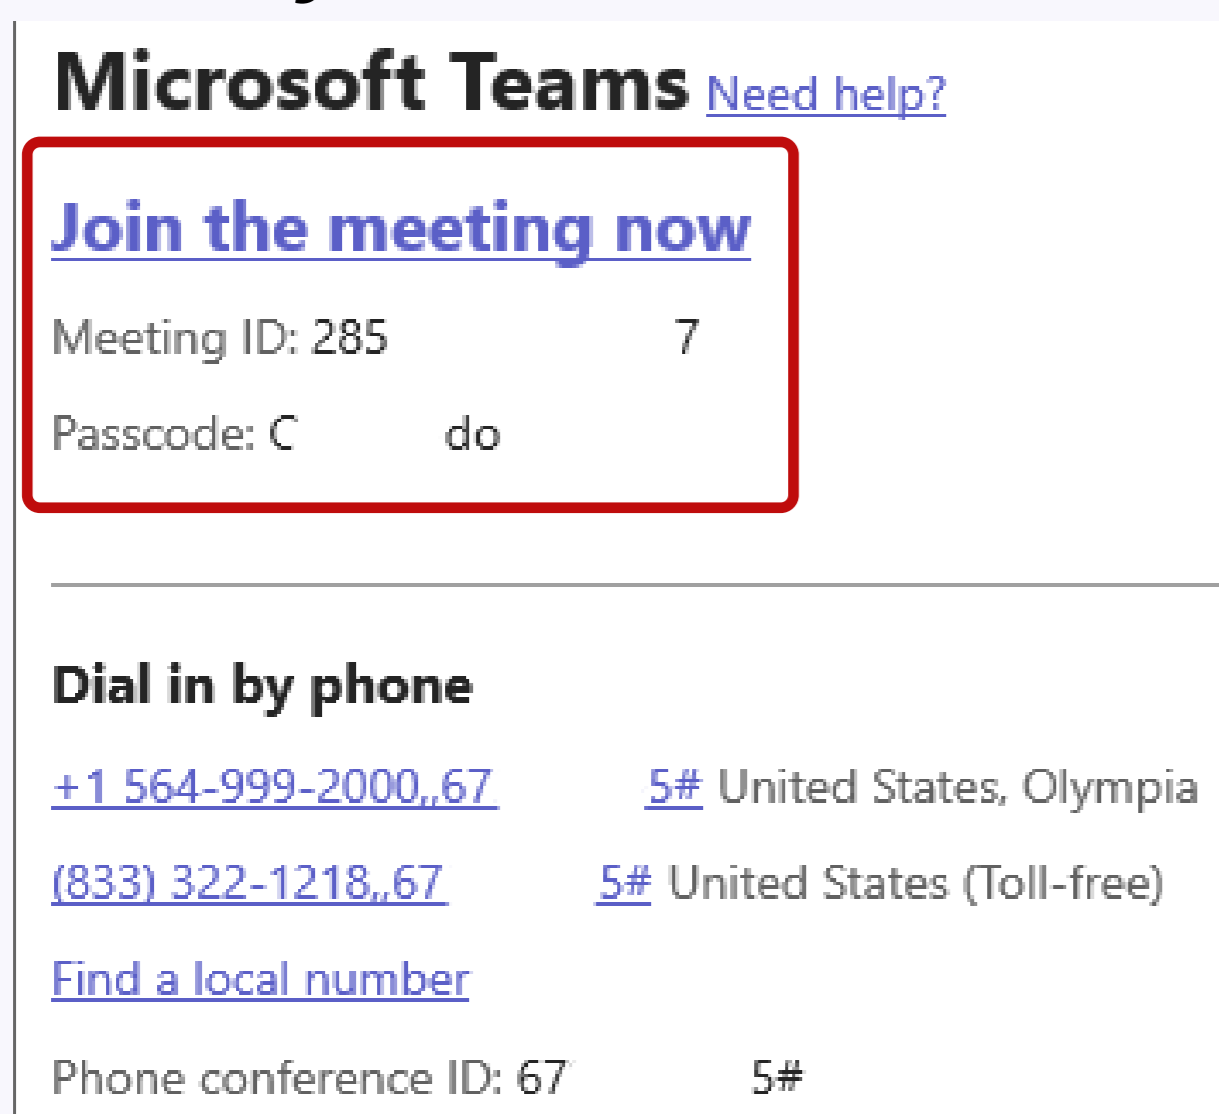 Microsoft Teams Need help?
Join the meeting now
Meeting ID: 285 7
Passcode: C do
Dial in by phone
+1 564-999-2000,,67 5# United States, Olympia
(833) 322-1218,,67 5# United States (Toll-free)
Find a local number
Phone conference ID: 67 5#